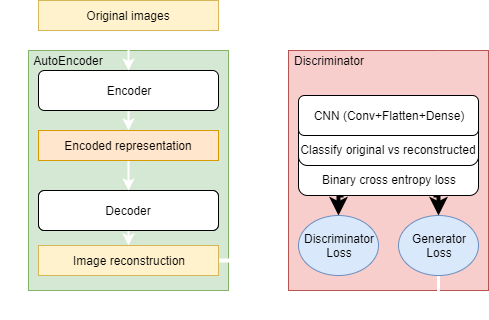 Original images
AutoEncoder
Encoder
Encoded representation
Decoder
Image reconstruction
Discriminator
CNN (Conv+Flatten+Dense)
Classify original vs reconstructed
Binary cross entropy loss
Discriminator
Loss
Generator
Loss